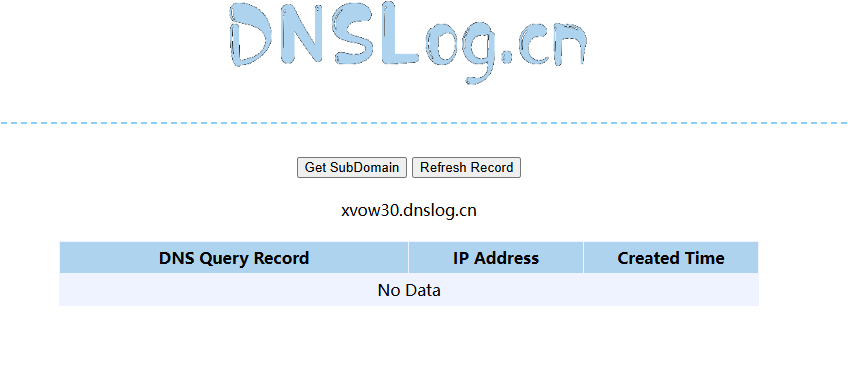 DNSLog.cn
Get SubDomain Refresh Record
xvow30.dnslog.cn
DNS Query Record IP Address Created Time
No Data